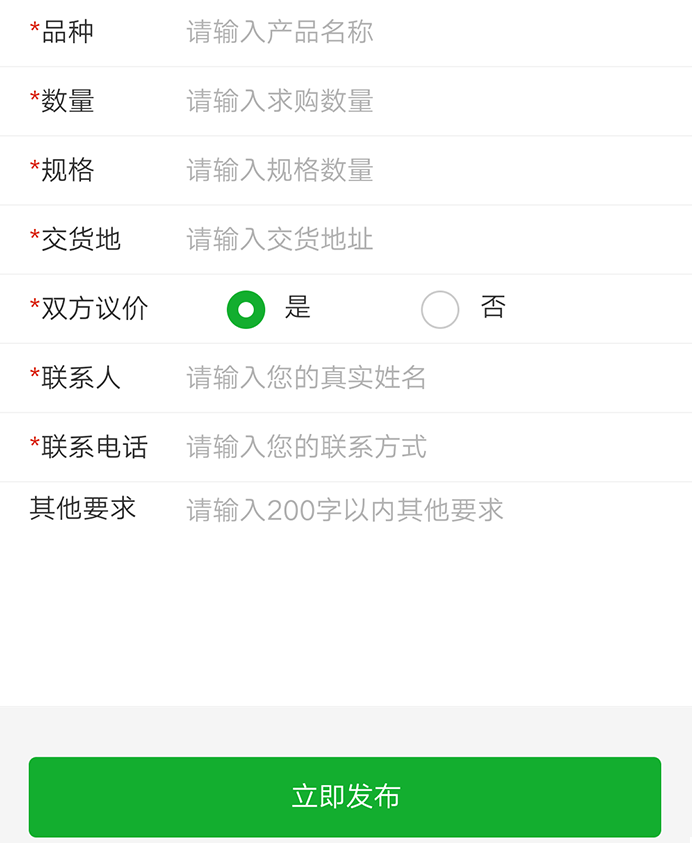 *品种 请输入产品名称
*数量 请输入求购数量
*规格 请输入规格数量
*交货地 请输入交货地址
*双方议价 是 否
*联系人 请输入您的真实姓名
*联系电话 请输入您的联系方式
其他要求 请输入200字以内其他要求
立即发布